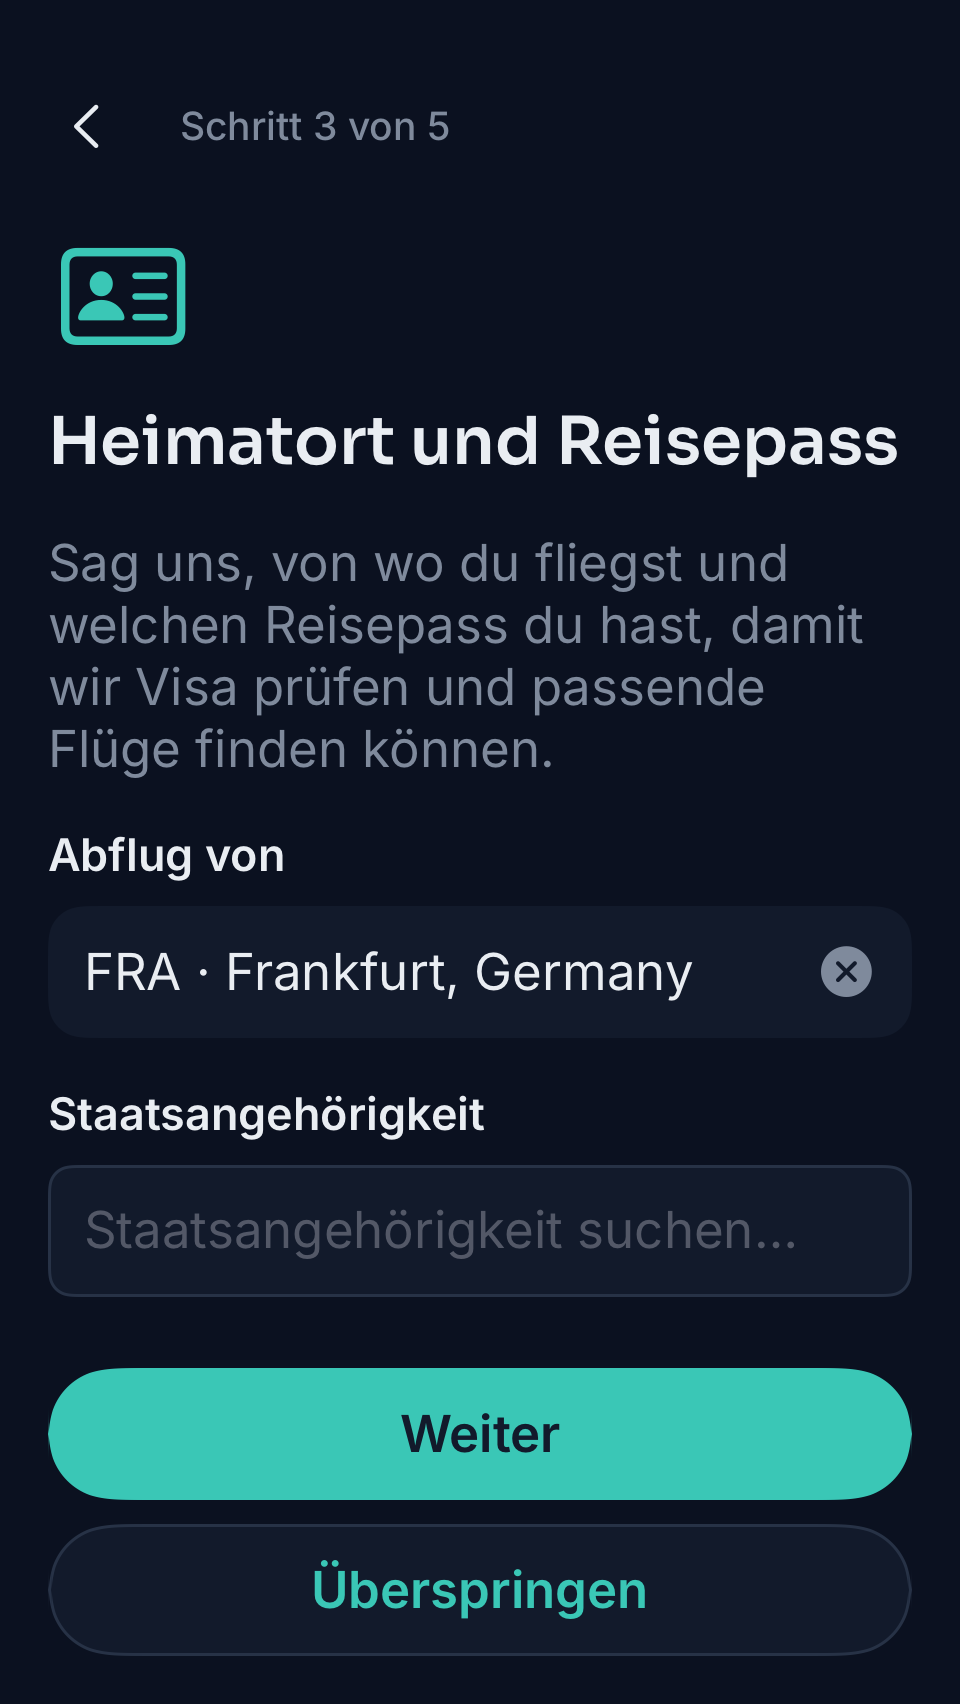 Schritt 3 von 5
Heimatort und Reisepass
Sag uns, von wo du fliegst und
welchen Reisepass du hast, damit
wir Visa prüfen und passende
Flüge finden können.
Abflug von
FRA · Frankfurt, Germany
Staatsangehörigkeit
Staatsangehörigkeit suchen...
Weiter
Überspringen